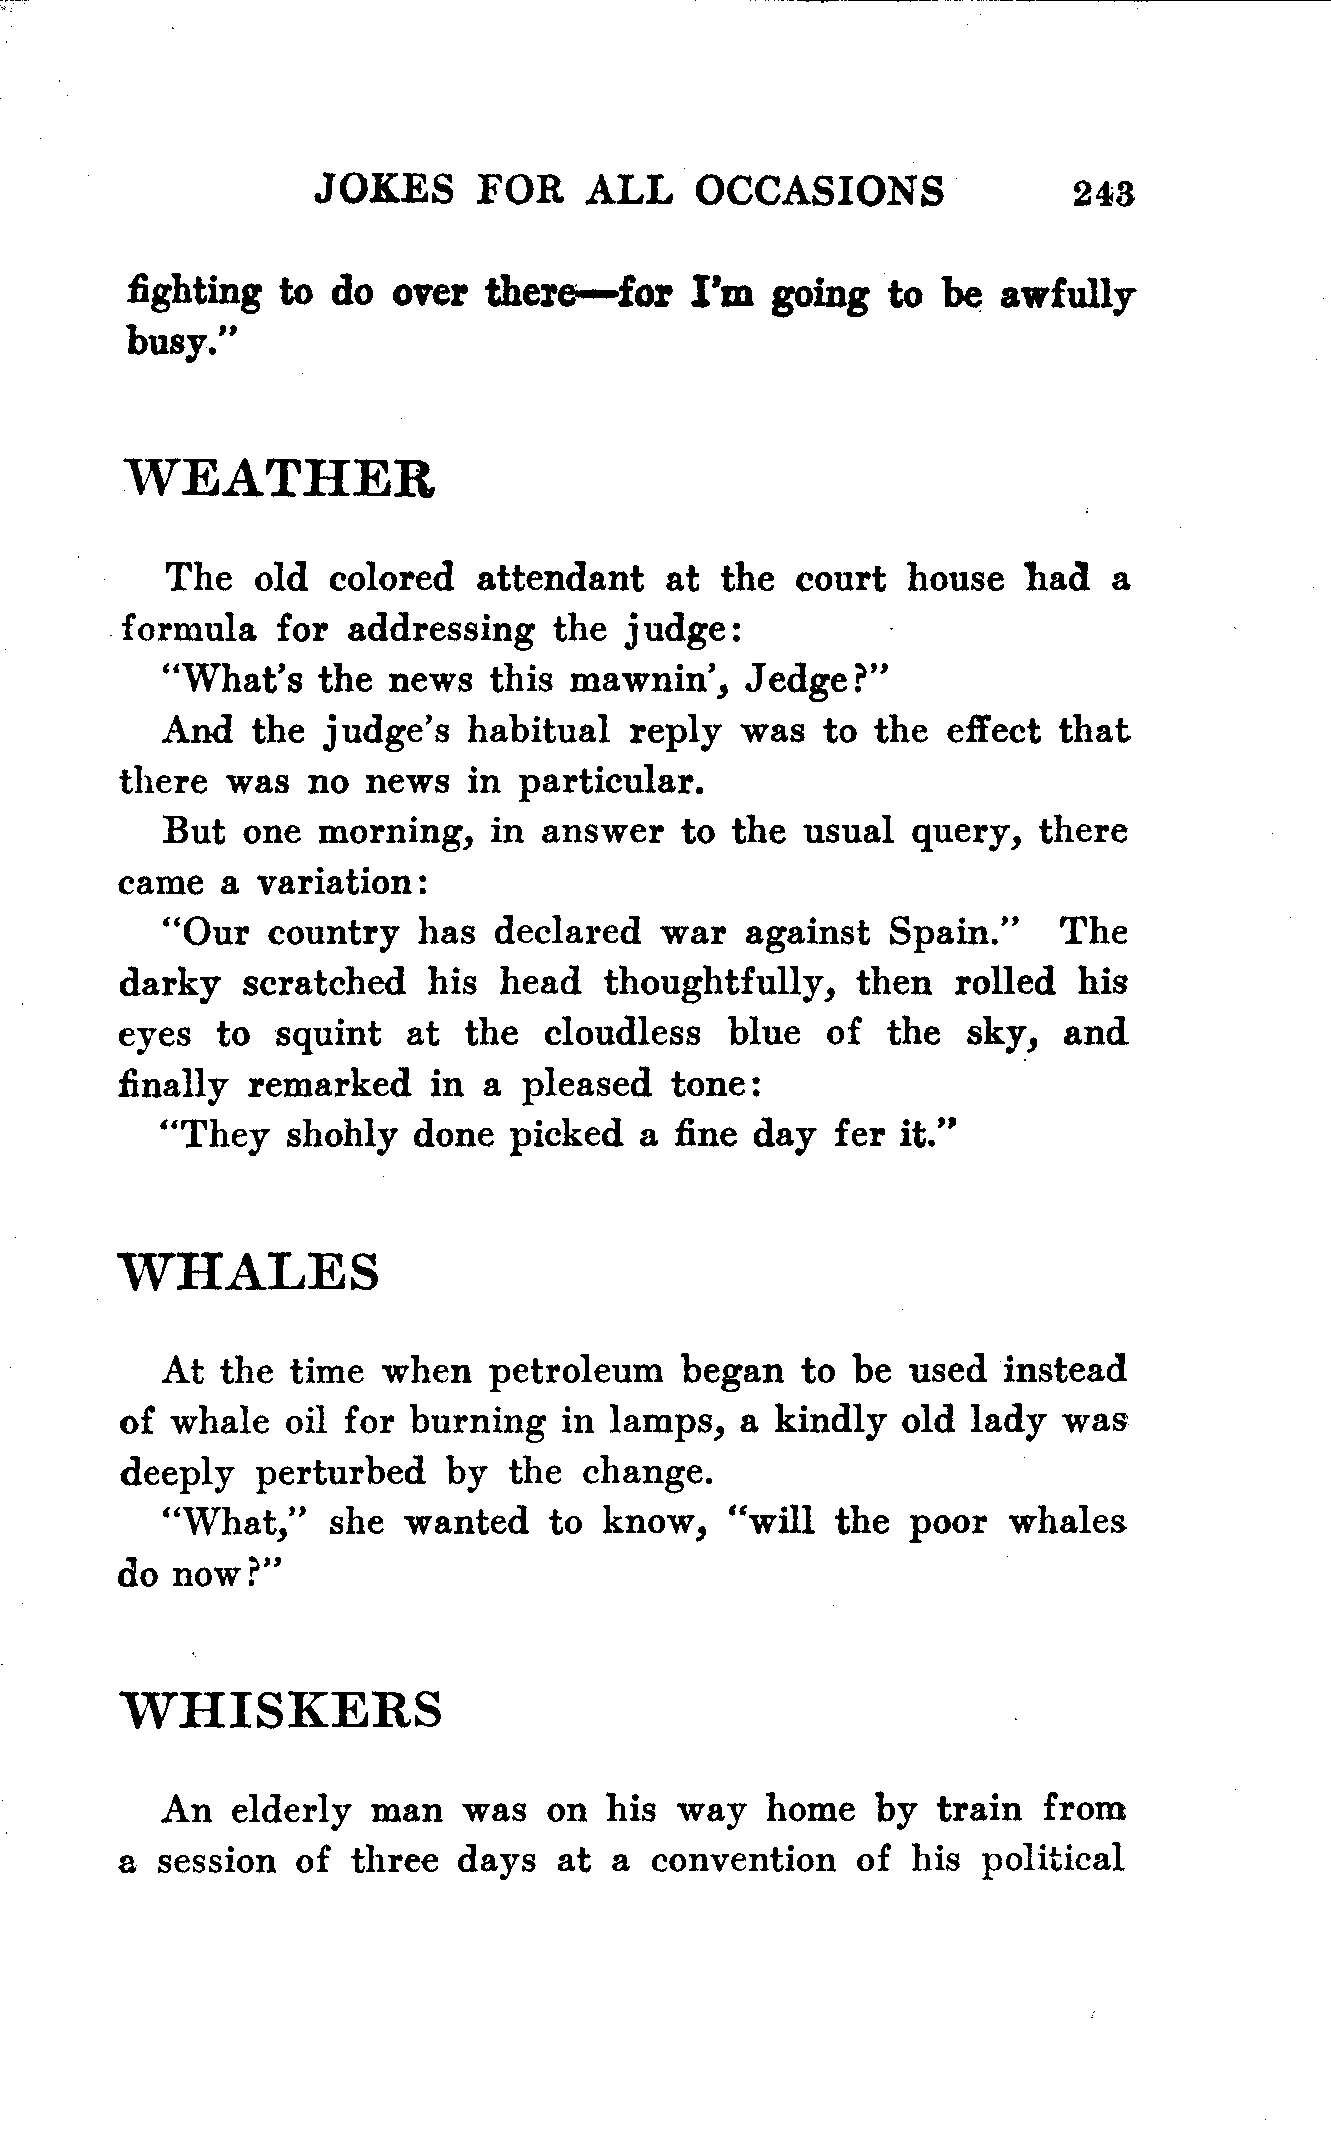 JOKES FOR ALL OCCASIONS 243
fighting to do over there—for I'm going to be awfully
busy."
WEATHER
The old colored attendant at the court house had a
formula for addressing the judge:
"What's the news this mawnin', Jedge?"
And the judge's habitual reply was to the effect that
there was no news in particular.
But one morning, in answer to the usual query, there
came a variation:
"Our country has declared war against Spain." The
darky scratched his head thoughtfully, then rolled his
eyes to squint at the cloudless blue of the sky, and
finally remarked in a pleased tone:
"They shohly done picked a fine day fer it."
WHALES
At the time when petroleum began to be used instead
of whale oil for burning in lamps, a kindly old lady was
deeply perturbed by the change.
"What," she wanted to know, "will the poor whales
do now?"
WHISKERS
An elderly man was on his way home by train from
a session of three days at a convention of his political